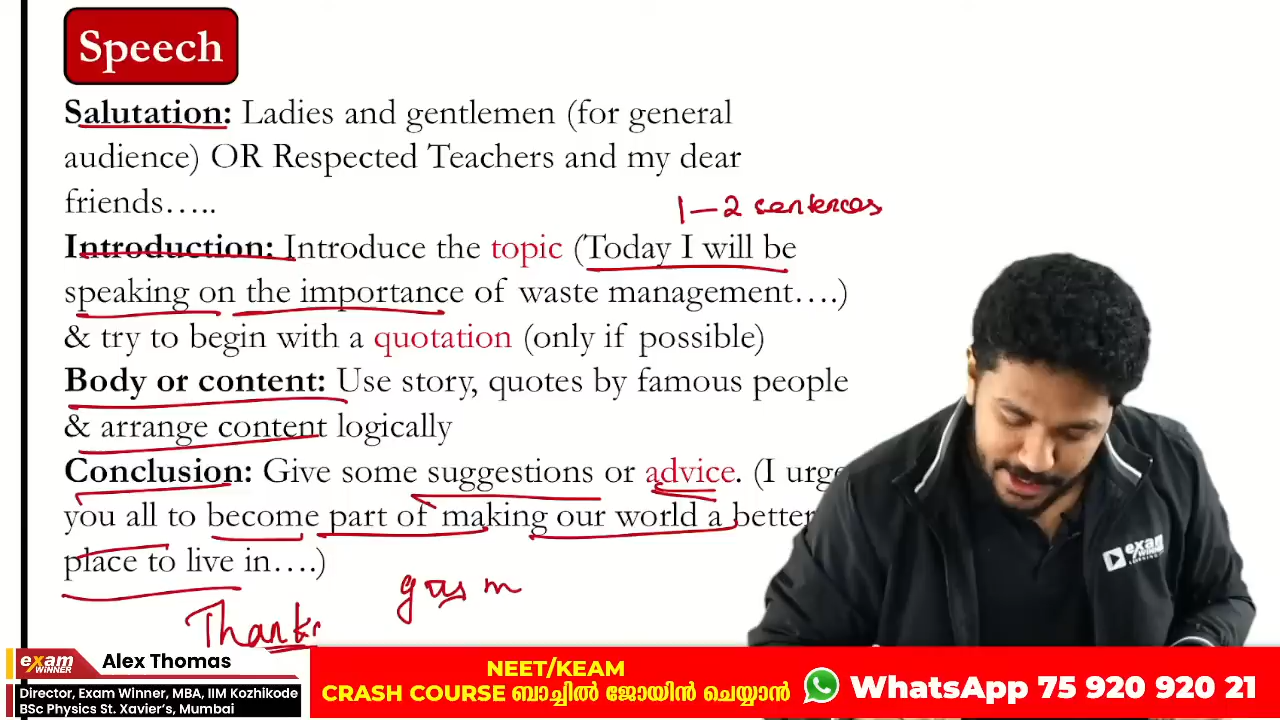 Speech
Salutation: Ladies and gentlemen (for general
audience) OR Respected Teachers and my dear
friends…..
1–2 sentences
Introduction: Introduce the topic (Today I will be
speaking on the importance of waste management….)
& try to begin with a quotation (only if possible)
Body or content: Use story, quotes by famous people
& arrange content logically
Conclusion: Give some suggestions or advice. (I urge
you all to become part of making our world a better
place to live in….)
exam
WINNER
Alex Thomas
Director, Exam Winner, MBA, IIM Kozhikode
BSc Physics St. Xavier's, Mumbai
NEET/KEAM
CRASH COURSE ബാച്ചിൽ ജോയിൻ ചെയ്യാൻ
WhatsApp 75 920 920 21
exam
WINNER